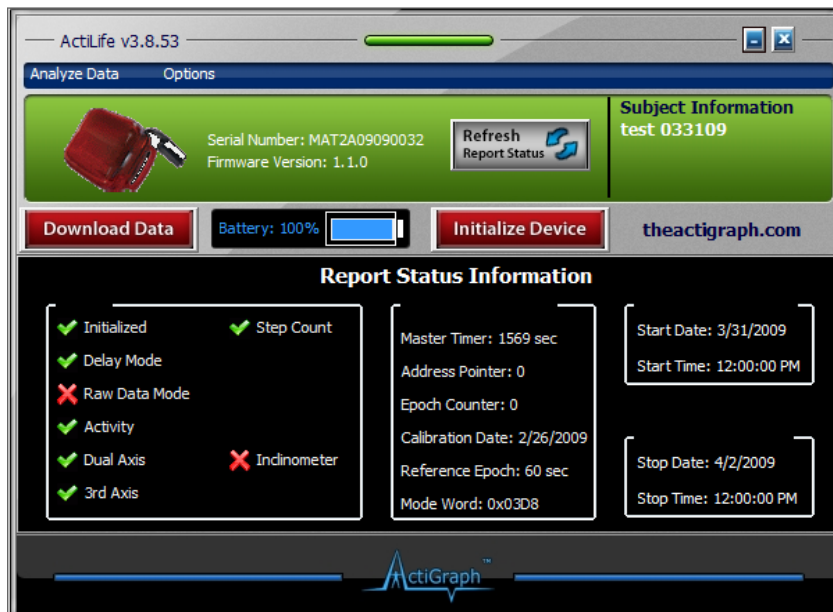 ActiLife v3.8.53
Analyze Data Options
Serial Number: MAT2A09090032
Firmware Version: 1.1.0
Refresh
Report Status
Subject Information
test 033109
Download Data
Battery: 100%
Initialize Device
theactigraph.com
Report Status Information
Initialized
Step Count
Delay Mode
Raw Data Mode
Activity
Dual Axis
Inclinometer
3rd Axis
Master Timer: 1569 sec
Address Pointer: 0
Epoch Counter: 0
Calibration Date: 2/26/2009
Reference Epoch: 60 sec
Mode Word: 0x03D8
Start Date: 3/31/2009
Start Time: 12:00:00 PM
Stop Date: 4/2/2009
Stop Time: 12:00:00 PM
ActiGraph™